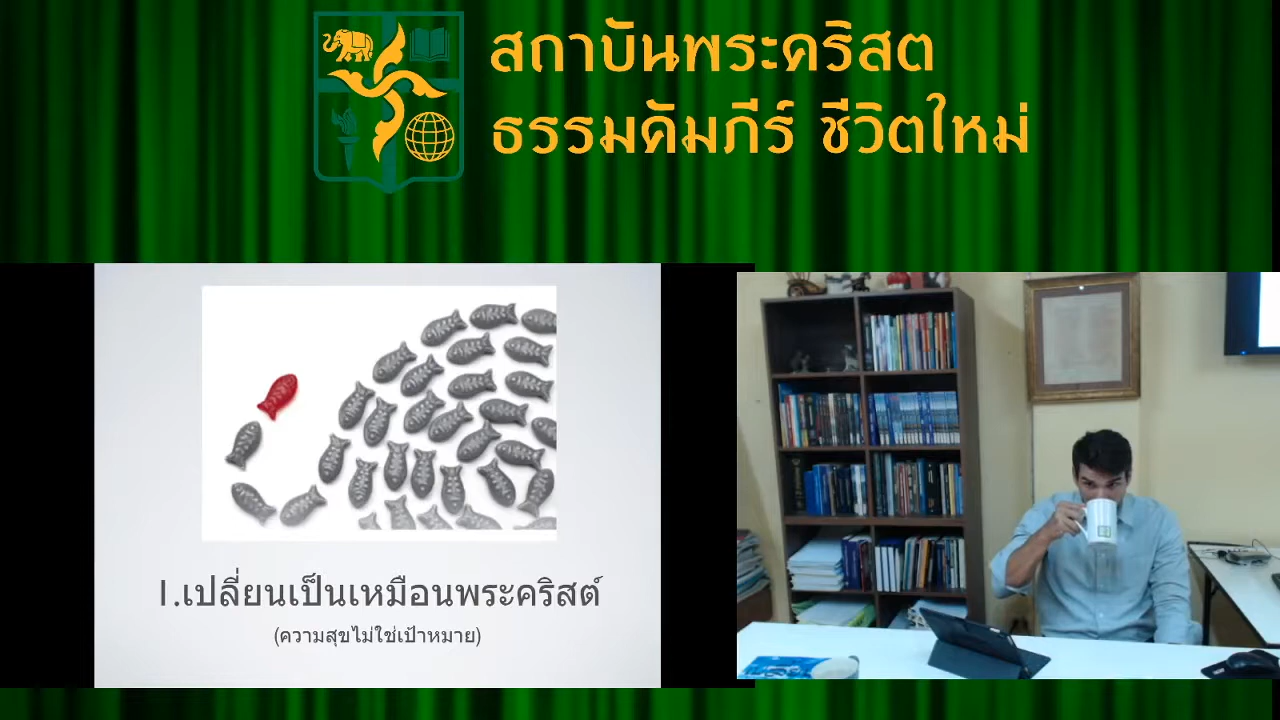 สถาบันพระคริสต
ธรรมคัมภีร์ ชีวิตใหม่
1.เปลี่ยนเป็นเหมือนพระคริสต์
(ความสุขไม่ใช่เป้าหมาย)